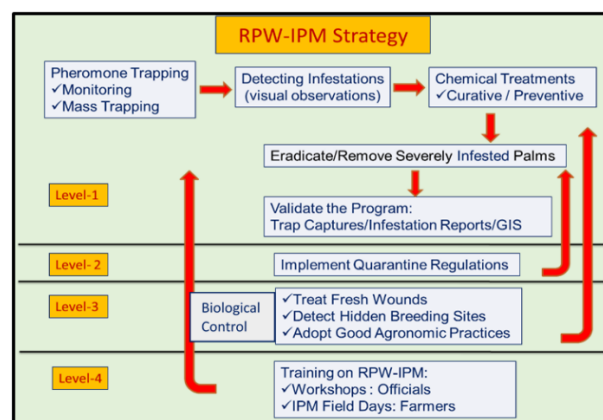 RPW-IPM Strategy
Pheromone Trapping
✓Monitoring
✓Mass Trapping
Detecting Infestations
(visual observations)
Chemical Treatments
✓Curative / Preventive
Eradicate/Remove Severely Infested Palms
Level-1
Validate the Program:
Trap Captures/Infestation Reports/GIS
Level- 2
Implement Quarantine Regulations
Level-3
Biological
Control
✓Treat Fresh Wounds
✓Detect Hidden Breeding Sites
✓Adopt Good Agronomic Practices
Level-4
Training on RPW-IPM:
✓Workshops : Officials
✓IPM Field Days: Farmers